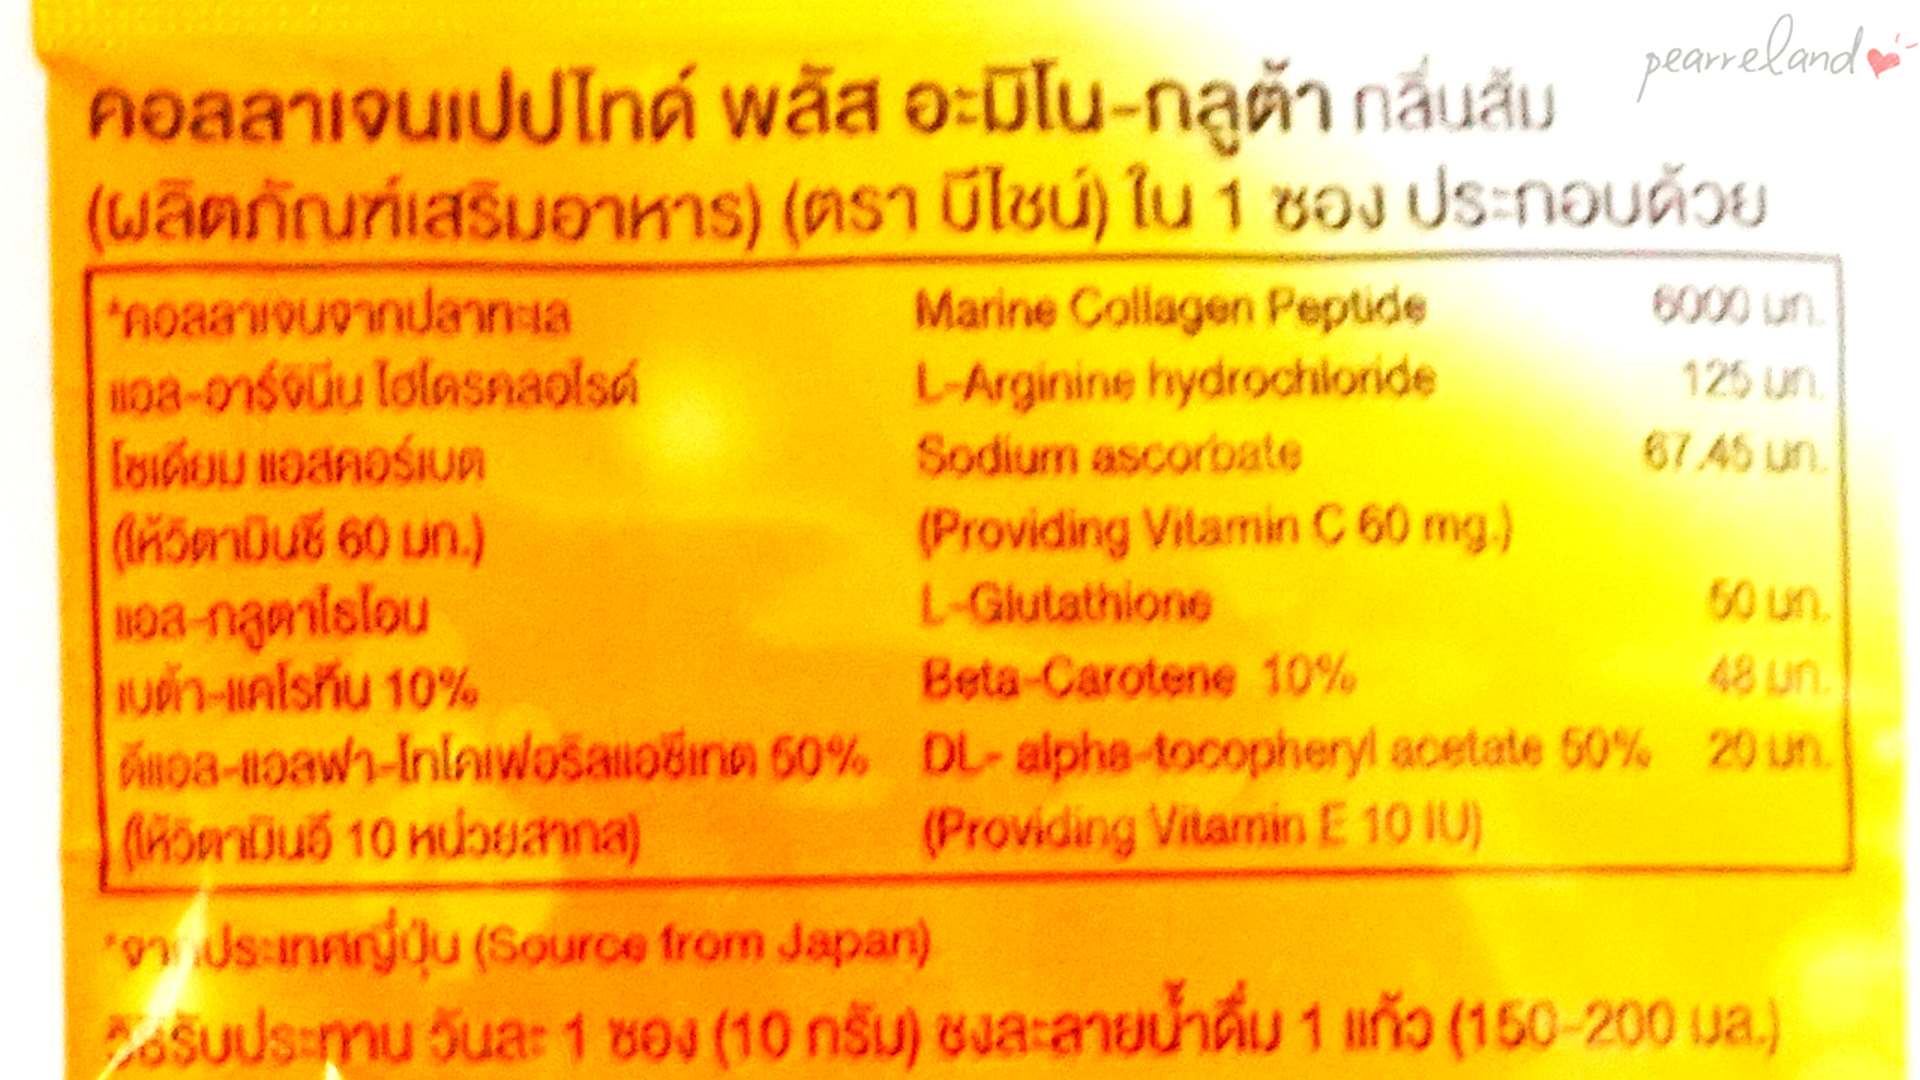 pearreland
คอลลาเจนเปปไทด์ พลัส อะมิโน-กลูต้า กลิ่นส้ม
(ผลิตภัณฑ์เสริมอาหาร) (ตรา บีไชน์) ใน 1 ซอง ประกอบด้วย
*คอลลาเจนจากปลาทะเล Marine Collagen Peptide 6000 มก.
แอล-อาร์จินีน ไฮโดรคลอไรด์ L-Arginine hydrochloride 125 มก.
โซเดียม แอสคอร์เบต Sodium ascorbate 67.45 มก.
(ให้วิตามินซี 60 มก.) (Providing Vitamin C 60 mg.)
แอล-กลูตาไธโอน L-Glutathione 50 มก.
เบต้า-แคโรทีน 10% Beta-Carotene 10% 48 มก.
ดีแอล-แอลฟา-โทโคเฟอริลแอซีเทต 50% DL- alpha-tocopheryl acetate 50% 20 มก.
(ให้วิตามินอี 10 หน่วยสากล) (Providing Vitamin E 10 IU)
*จากประเทศญี่ปุ่น (Source from Japan)
วิธีรับประทาน วันละ 1 ซอง (10 กรัม) ชงละลายน้ำดื่ม 1 แก้ว (150-200 มล.)